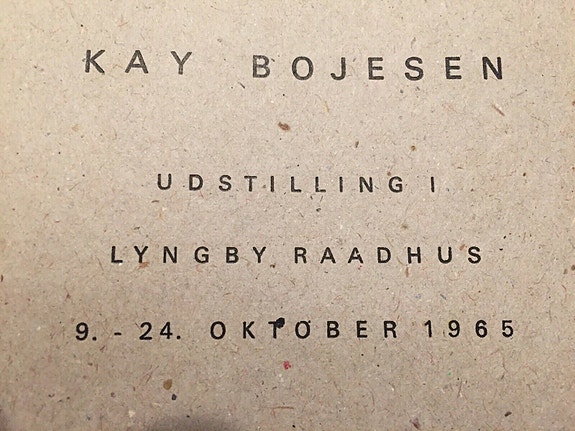 KAY BOJESEN
UDSTILLING I
LYNGBY RAADHUS
9. - 24. OKTOBER 1965